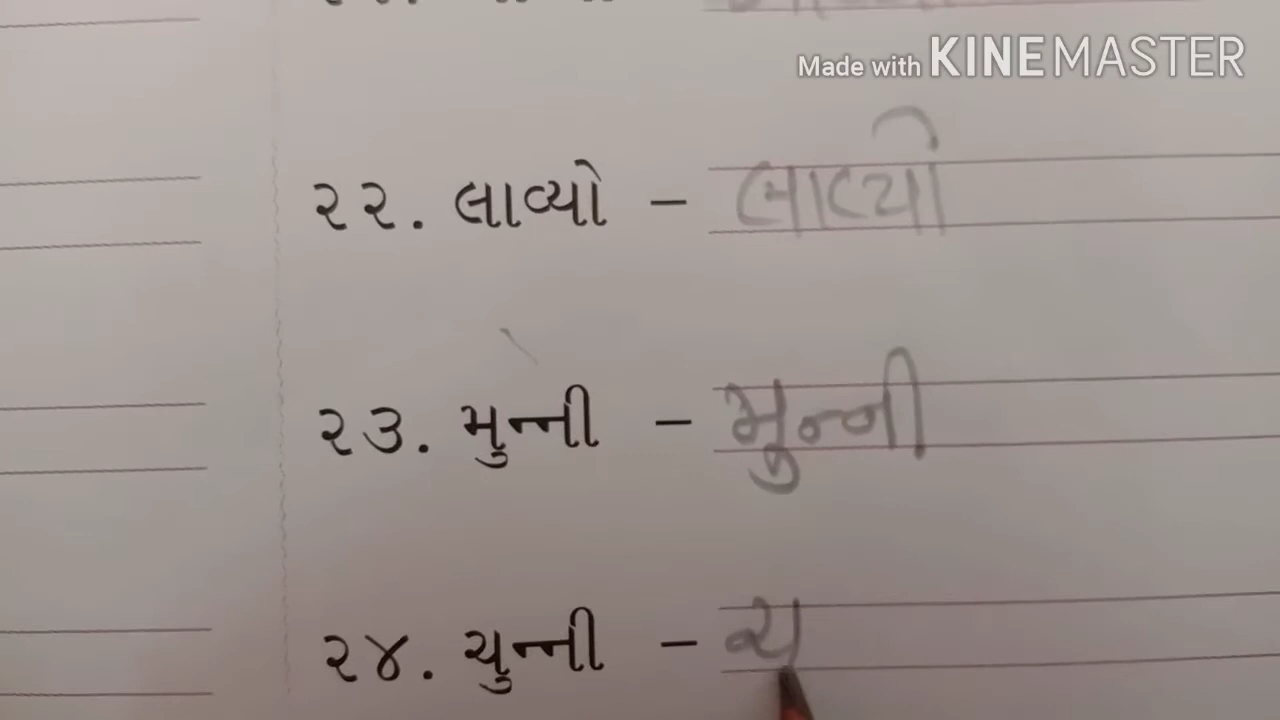 Made with KINEMASTER
૨૨. લાવ્યો – લાવ્યો
૨૩. મુન્ની – મુન્ની
૨૪. ચુન્ની – ચુ